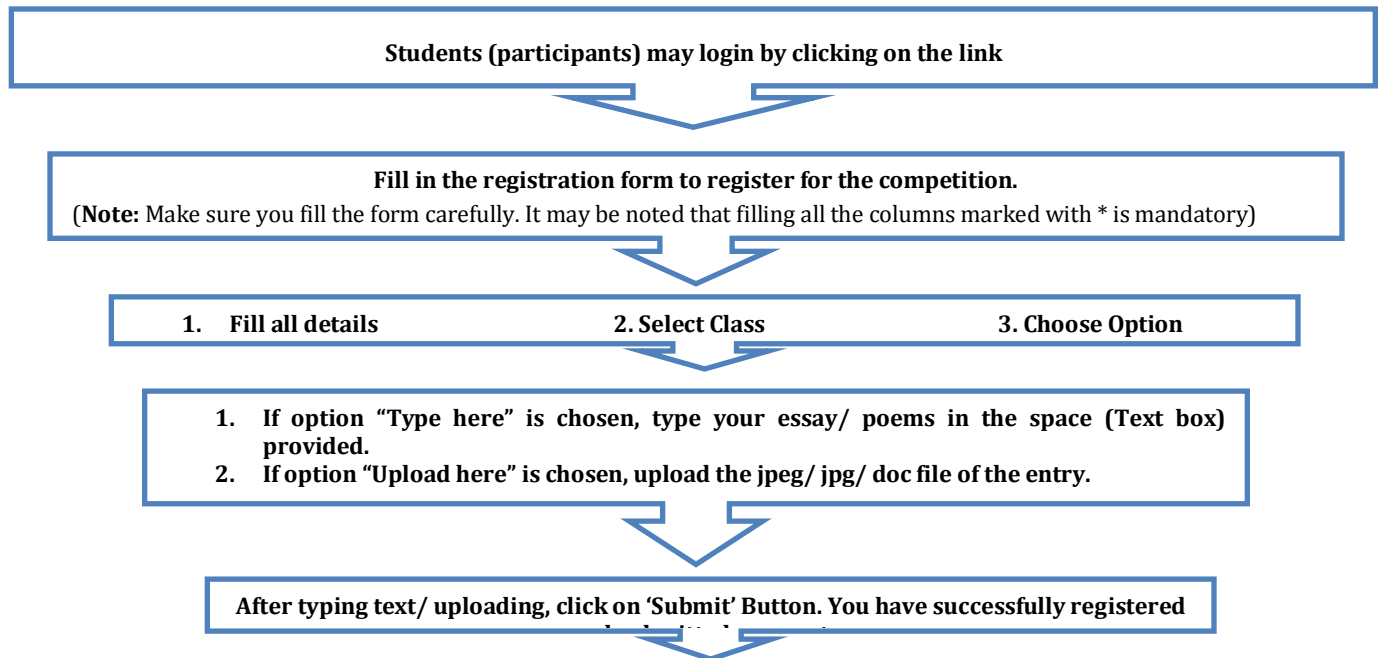 Students (participants) may login by clicking on the link
Fill in the registration form to register for the competition.
(Note: Make sure you fill the form carefully. It may be noted that filling all the columns marked with * is mandatory)
1. Fill all details 2. Select Class 3. Choose Option
1. If option “Type here” is chosen, type your essay/ poems in the space (Text box)
provided.
2. If option “Upload here” is chosen, upload the jpeg/ jpg/ doc file of the entry.
After typing text/ uploading, click on ‘Submit’ Button. You have successfully registered